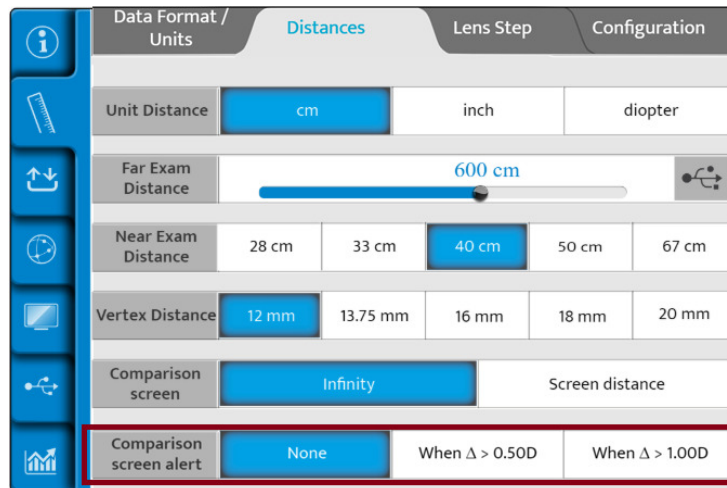 Data Format / Units
Distances
Lens Step
Configuration
Unit Distance
cm
inch
diopter
Far Exam Distance
600 cm
Near Exam Distance
28 cm
33 cm
40 cm
50 cm
67 cm
Vertex Distance
12 mm
13.75 mm
16 mm
18 mm
20 mm
Comparison screen
Infinity
Screen distance
Comparison screen alert
None
When Δ > 0.50D
When Δ > 1.00D